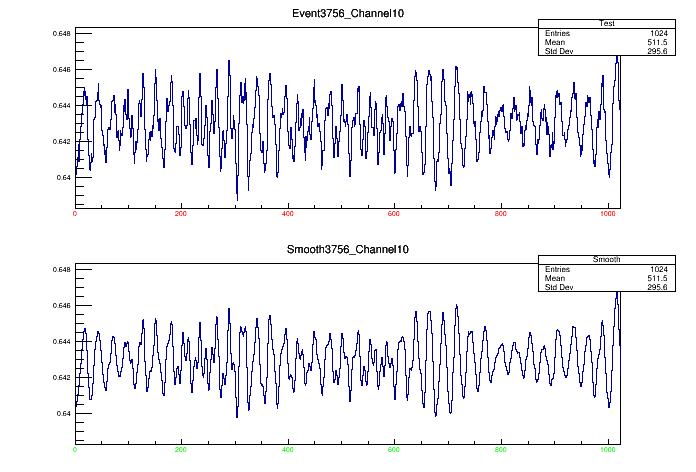 Event3756_Channel10
Test
Entries 1024
Mean 511.5
Std Dev 295.6
0.648
0.646
0.644
0.642
0.64
0 200 400 600 800 1000
Smooth3756_Channel10
Smooth
Entries 1024
Mean 511.5
Std Dev 295.6
0.648
0.646
0.644
0.642
0.64
0 200 400 600 800 1000